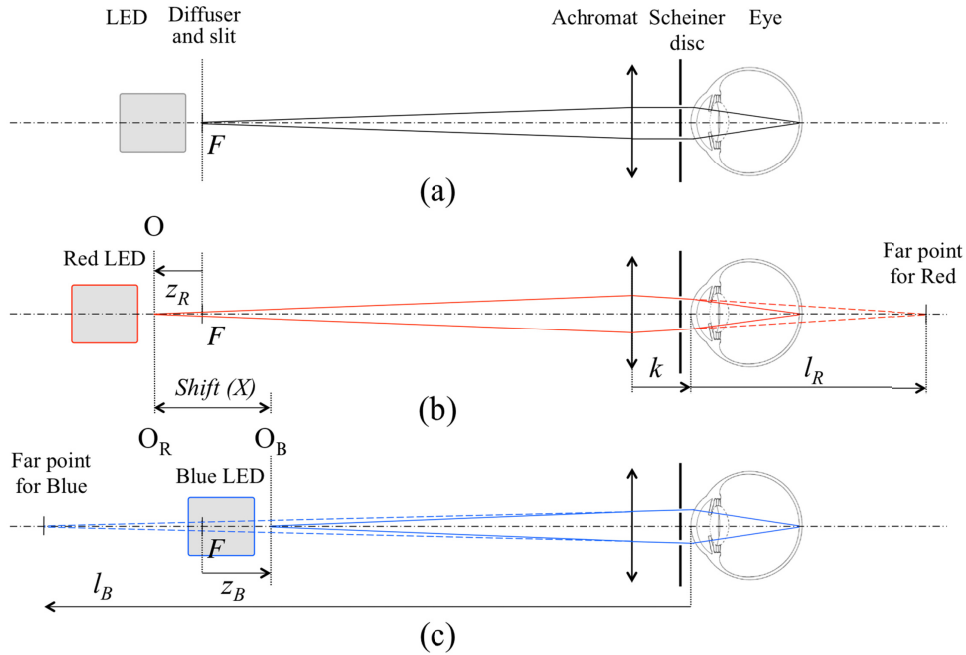 LED
Diffuser
and slit
Achromat
Scheiner
disc
Eye
F
(a)
O
Red LED
z_R
F
Far point
for Red
k
l_R
Shift (X)
(b)
O_R
O_B
Far point
for Blue
Blue LED
F
l_B
z_B
(c)